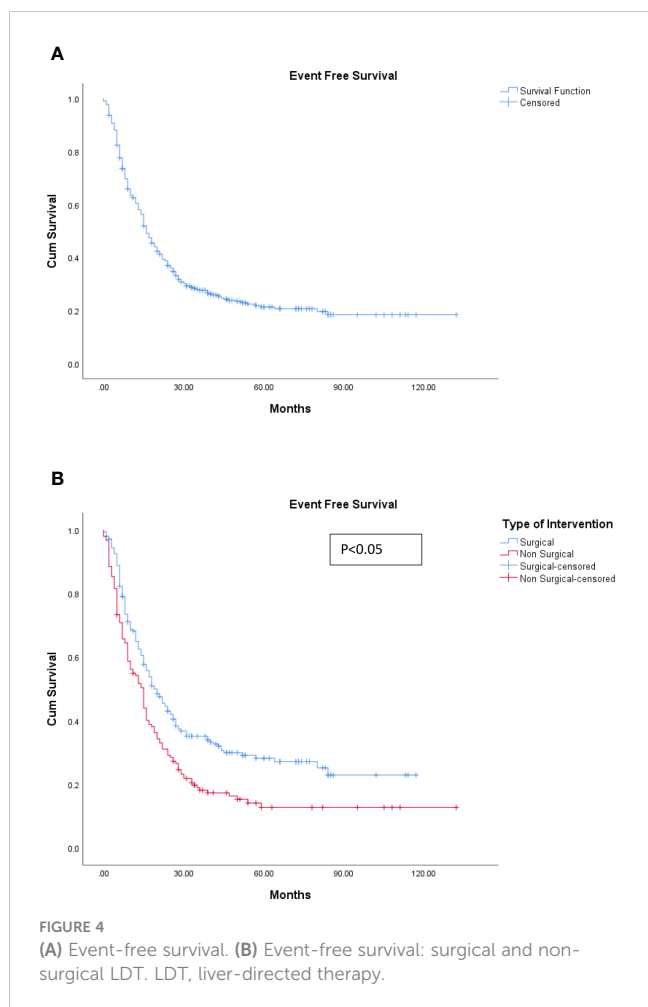 A
Event Free Survival
Survival Function
Censored
1.0
0.8
0.6
0.4
0.2
0.0
Cum Survival
.00 30.00 60.00 90.00 120.00
Months
B
Event Free Survival
P<0.05
Type of Intervention
Surgical
Non Surgical
Surgical-censored
Non Surgical-censored
1.0
0.8
0.6
0.4
0.2
0.0
Cum Survival
.00 30.00 60.00 90.00 120.00
Months
FIGURE 4
(A) Event-free survival. (B) Event-free survival: surgical and non-
surgical LDT. LDT, liver-directed therapy.